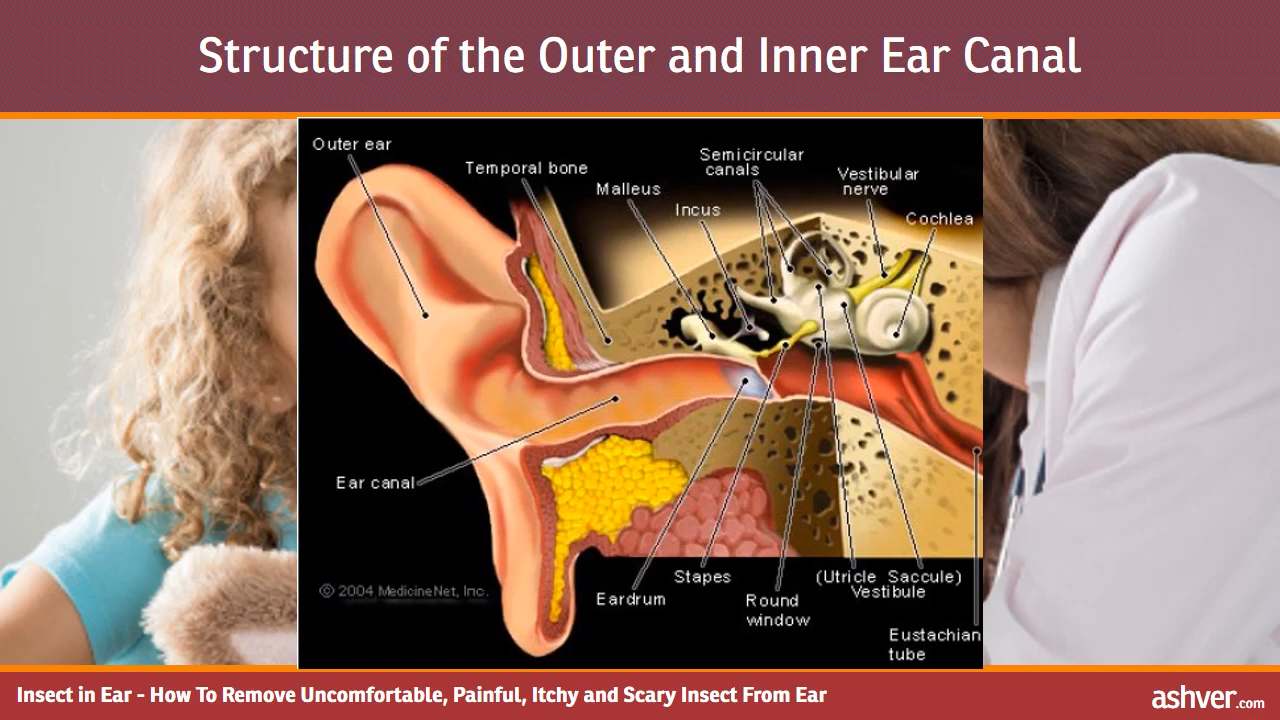 Structure of the Outer and Inner Ear Canal
Outer ear
Temporal bone
Malleus
Incus
Semicircular
canals
Vestibular
nerve
Cochlea
Ear canal
© 2004 MedicineNet, Inc.
Eardrum
Stapes
Round
window
(Utricle Saccule)
Vestibule
Eustachian
tube
Insect in Ear - How To Remove Uncomfortable, Painful, Itchy and Scary Insect From Ear
ashver.com